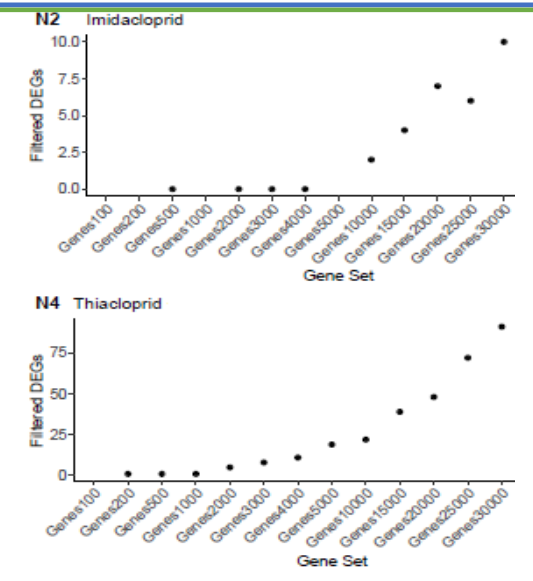 N2 Imidacloprid
Filtered DEGs
10.0
7.5
5.0
2.5
0.0
Genes100
Genes200
Genes500
Genes1000
Genes2000
Genes3000
Genes4000
Genes5000
Genes10000
Genes15000
Genes20000
Genes25000
Genes30000
Gene Set
N4 Thiacloprid
Filtered DEGs
75
50
25
0
Genes100
Genes200
Genes500
Genes1000
Genes2000
Genes3000
Genes4000
Genes5000
Genes10000
Genes15000
Genes20000
Genes25000
Genes30000
Gene Set